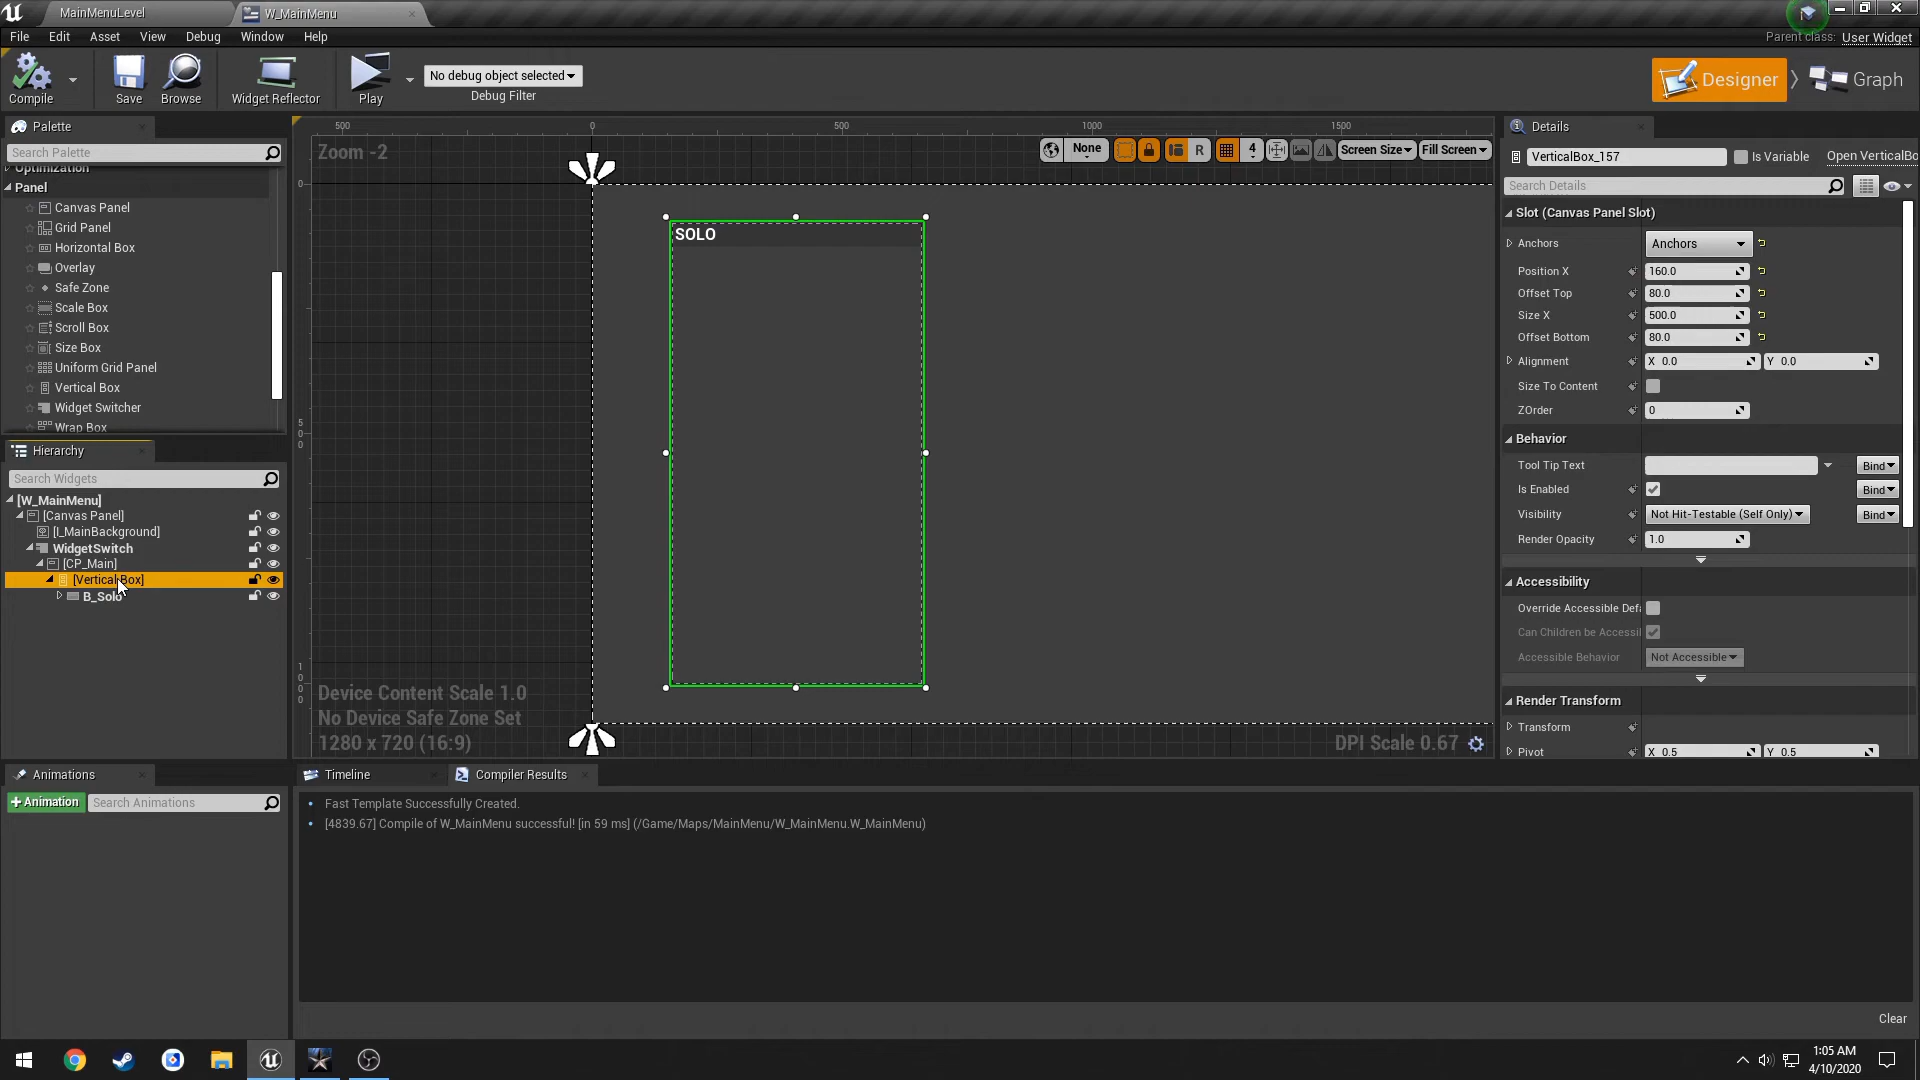 MainMenuLevel
W_MainMenu
File Edit Asset View Debug Window Help
Parent class: User Widget
Compile
Save
Browse
Widget Reflector
Play
No debug object selected
Debug Filter
Designer
Graph
Palette
Search Palette
Optimization
Panel
Canvas Panel
Grid Panel
Horizontal Box
Overlay
Safe Zone
Scale Box
Scroll Box
Size Box
Uniform Grid Panel
Vertical Box
Widget Switcher
Wrap Box
Hierarchy
Search Widgets
[W_MainMenu]
[Canvas Panel]
[I_MainBackground]
WidgetSwitch
[CP_Main]
[Vertical Box]
B_Solo
Animations
+Animation
Search Animations
500 0 500 1000 1500
Zoom -2
None
R
4
Screen Size
Fill Screen
0
500
1000
SOLO
Device Content Scale 1.0
No Device Safe Zone Set
1280 x 720 (16:9)
DPI Scale 0.67
Timeline
Compiler Results
Fast Template Successfully Created.
[4839.67] Compile of W_MainMenu successful! [in 59 ms] (/Game/Maps/MainMenu/W_MainMenu.W_MainMenu)
Clear
Details
VerticalBox_157
Is Variable
Open VerticalBo
Search Details
Slot (Canvas Panel Slot)
Anchors Anchors
Position X 160.0
Offset Top 80.0
Size X 500.0
Offset Bottom 80.0
Alignment X 0.0 Y 0.0
Size To Content
ZOrder 0
Behavior
Tool Tip Text Bind
Is Enabled Bind
Visibility Not Hit-Testable (Self Only) Bind
Render Opacity 1.0
Accessibility
Override Accessible Defa
Can Children be Accessil
Accessible Behavior Not Accessible
Render Transform
Transform
Pivot X 0.5 Y 0.5
1:05 AM
4/10/2020